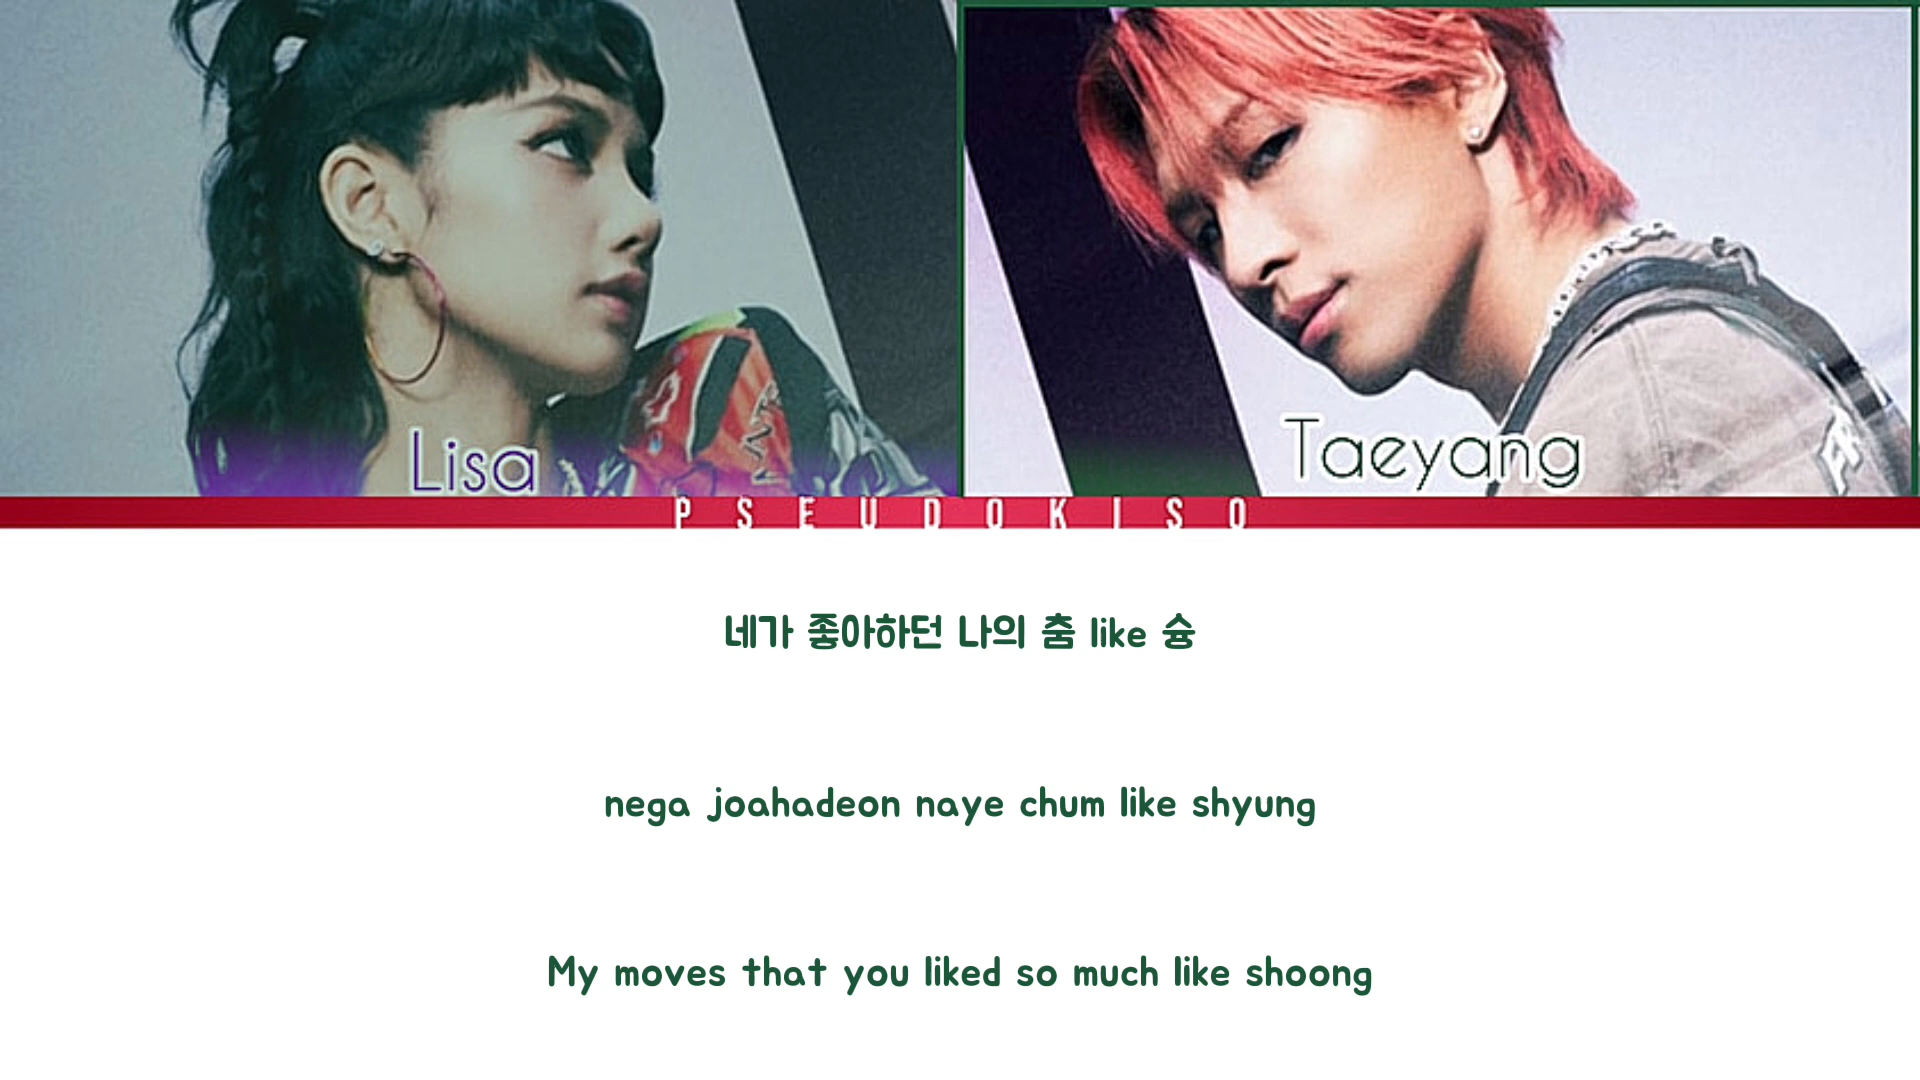 Lisa
Taeyang
PSEUDOKISO
네가 좋아하던 나의 춤 like 슝
nega joahadeon naye chum like shyung
My moves that you liked so much like shoong